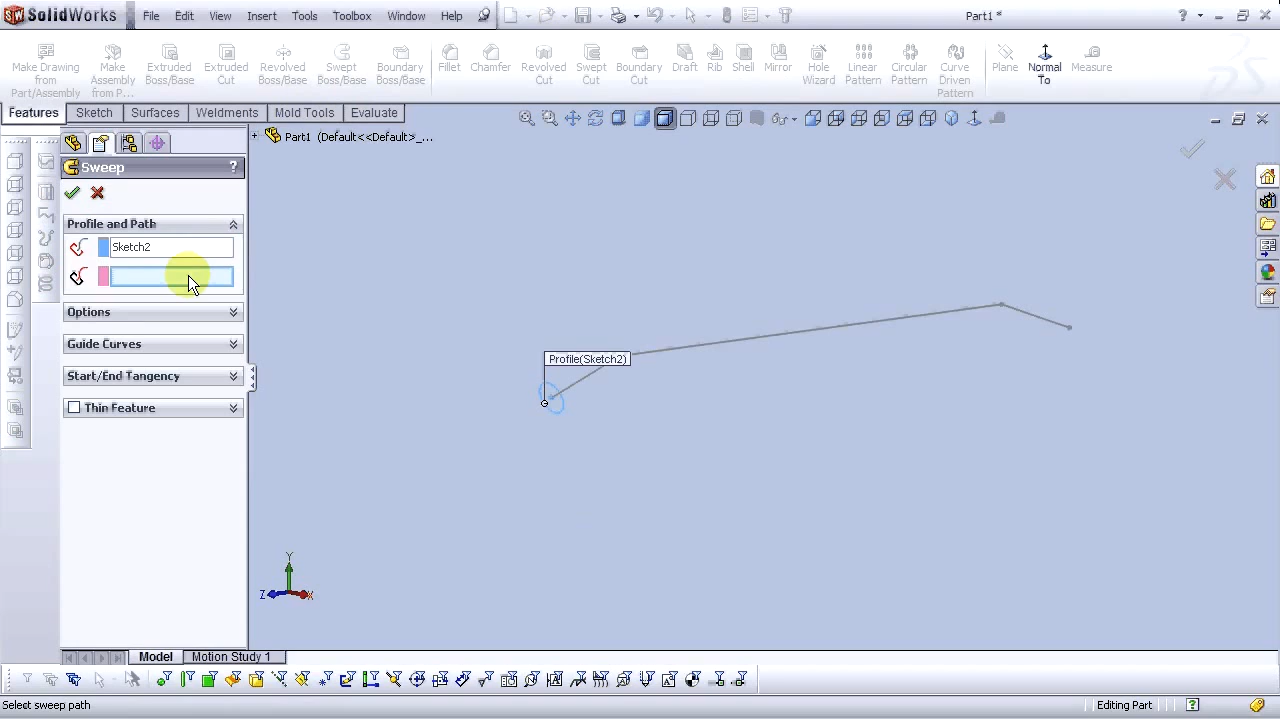 SolidWorks File Edit View Insert Tools Toolbox Window Help Part1 *
Make Drawing from Part/Assembly
Make Assembly from P...
Extruded Boss/Base
Extruded Cut
Revolved Boss/Base
Swept Boss/Base
Boundary Boss/Base
Fillet
Chamfer
Revolved Cut
Swept Cut
Boundary Cut
Draft
Rib
Shell
Mirror
Hole Wizard
Linear Pattern
Circular Pattern
Curve Driven Pattern
Plane
Normal To
Measure
Features Sketch Surfaces Weldments Mold Tools Evaluate
Part1 (Default<<Default>_...
Sweep ?
Profile and Path
Sketch2
Options
Guide Curves
Start/End Tangency
Thin Feature
Profile(Sketch2)
Y
Z X
Model Motion Study 1
Select sweep path Editing Part